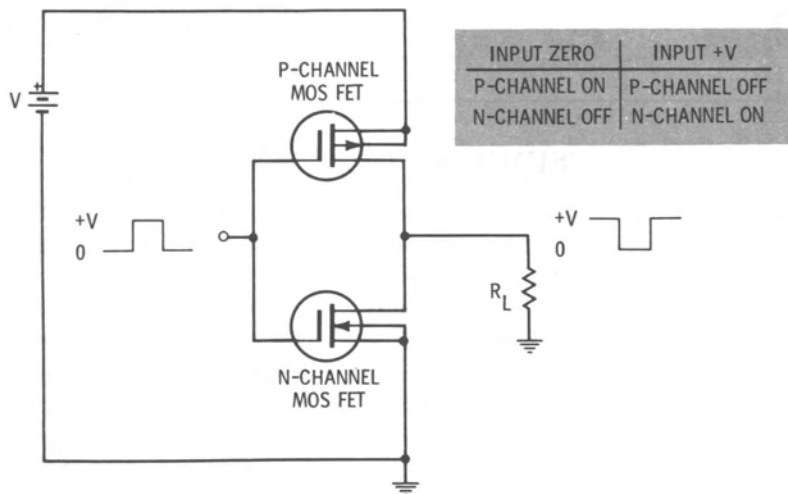 P-CHANNEL
MOS FET
INPUT ZERO INPUT +V
P-CHANNEL ON P-CHANNEL OFF
N-CHANNEL OFF N-CHANNEL ON
+
V
+V
0
+V
0
R_L
N-CHANNEL
MOS FET